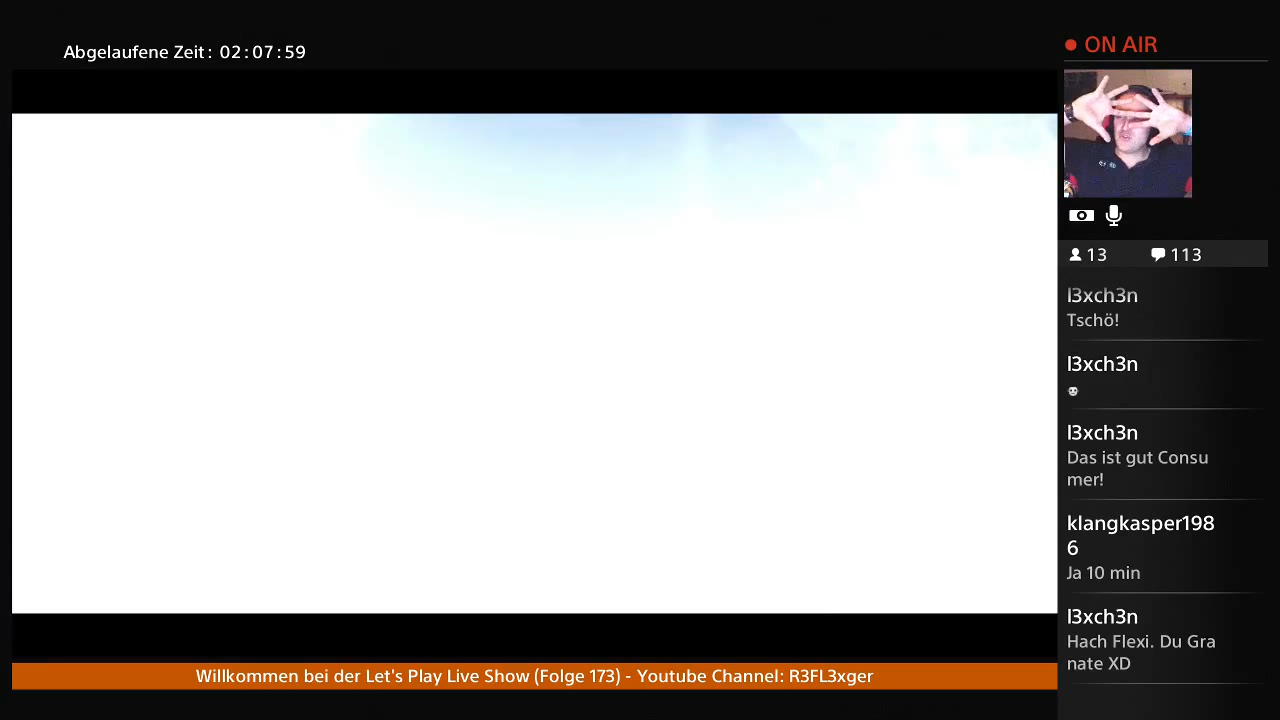 Abgelaufene Zeit: 02:07:59
ON AIR
13 113
l3xch3n
Tschö!
l3xch3n
l3xch3n
Das ist gut Consu
mer!
klangkasper198
6
Ja 10 min
l3xch3n
Hach Flexi. Du Gra
nate XD
Willkommen bei der Let's Play Live Show (Folge 173) - Youtube Channel: R3FL3xger